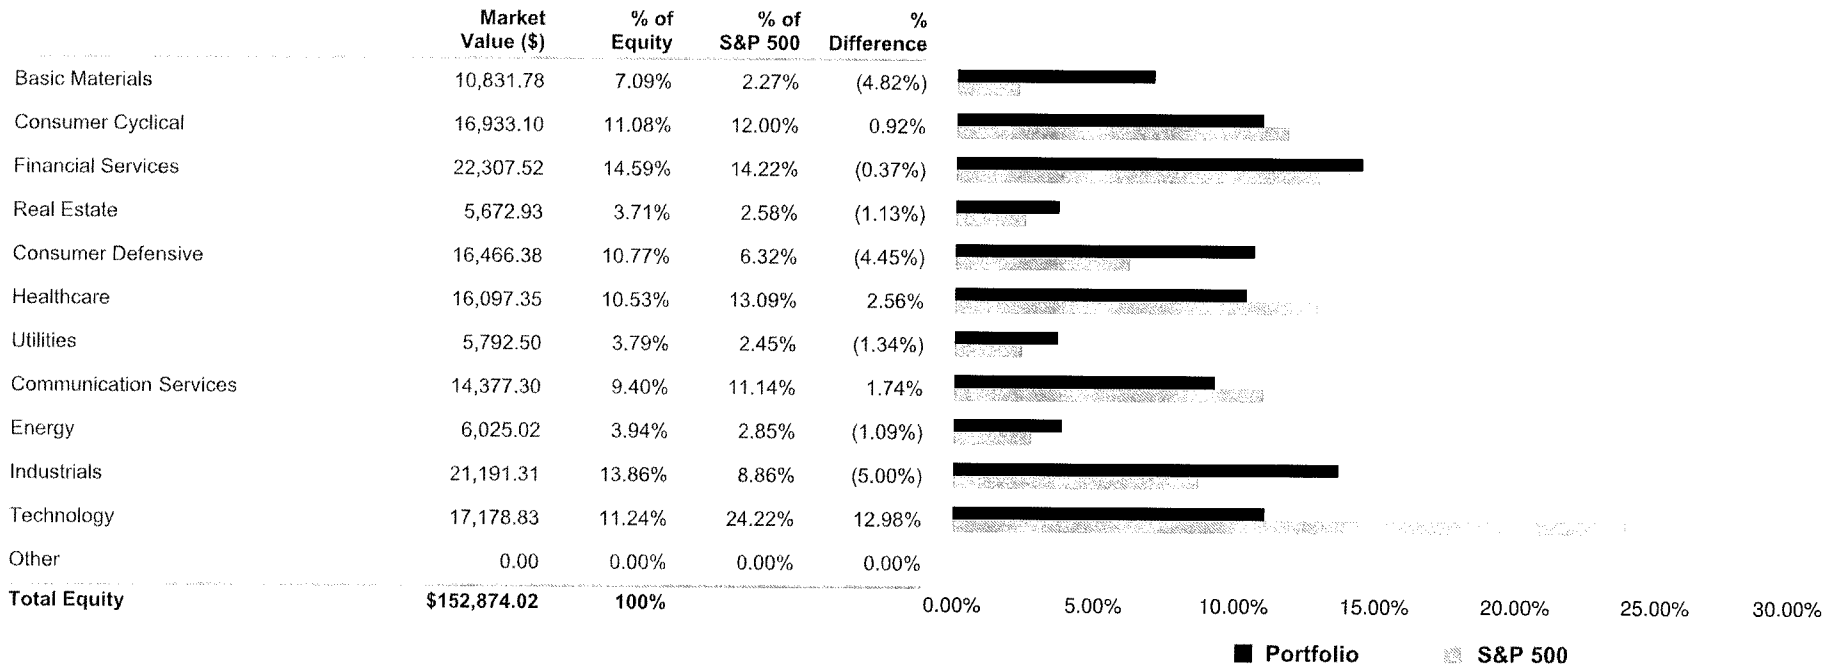 Market % of % of %
Value ($) Equity S&P 500 Difference
Basic Materials 10,831.78 7.09% 2.27% (4.82%)
Consumer Cyclical 16,933.10 11.08% 12.00% 0.92%
Financial Services 22,307.52 14.59% 14.22% (0.37%)
Real Estate 5,672.93 3.71% 2.58% (1.13%)
Consumer Defensive 16,466.38 10.77% 6.32% (4.45%)
Healthcare 16,097.35 10.53% 13.09% 2.56%
Utilities 5,792.50 3.79% 2.45% (1.34%)
Communication Services 14,377.30 9.40% 11.14% 1.74%
Energy 6,025.02 3.94% 2.85% (1.09%)
Industrials 21,191.31 13.86% 8.86% (5.00%)
Technology 17,178.83 11.24% 24.22% 12.98%
Other 0.00 0.00% 0.00% 0.00%
Total Equity $152,874.02 100%
0.00% 5.00% 10.00% 15.00% 20.00% 25.00% 30.00%
Portfolio S&P 500